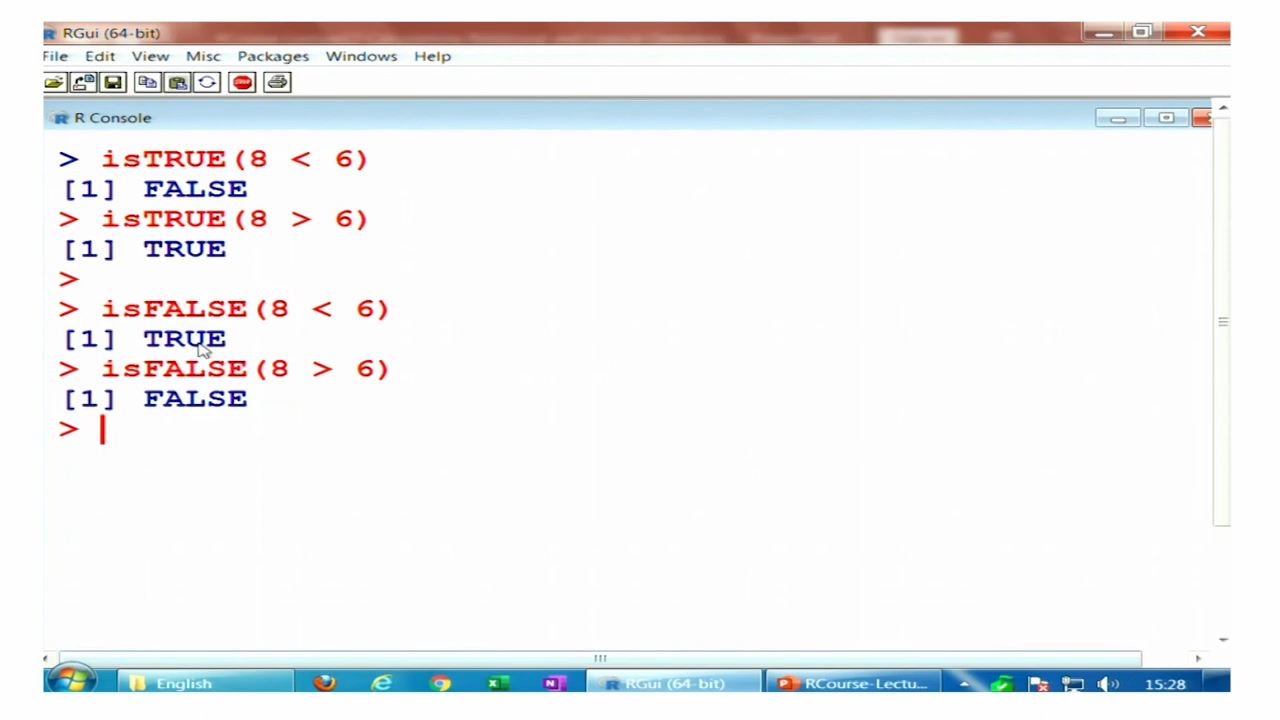 RGui (64-bit)
File Edit View Misc Packages Windows Help
STOP
R Console
> isTRUE(8 < 6)
[1] FALSE
> isTRUE(8 > 6)
[1] TRUE
>
> isFALSE(8 < 6)
[1] TRUE
> isFALSE(8 > 6)
[1] FALSE
>
English RGui (64-bit) RCourse-Lectu... 15:28